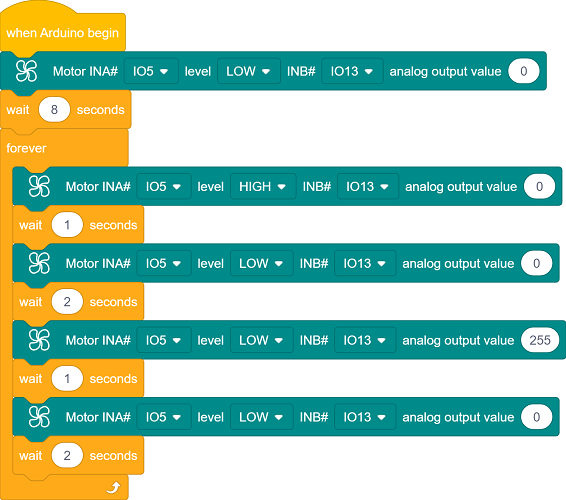 when Arduino begin
Motor INA# IO5 level LOW INB# IO13 analog output value 0
wait 8 seconds
forever
Motor INA# IO5 level HIGH INB# IO13 analog output value 0
wait 1 seconds
Motor INA# IO5 level LOW INB# IO13 analog output value 0
wait 2 seconds
Motor INA# IO5 level LOW INB# IO13 analog output value 255
wait 1 seconds
Motor INA# IO5 level LOW INB# IO13 analog output value 0
wait 2 seconds